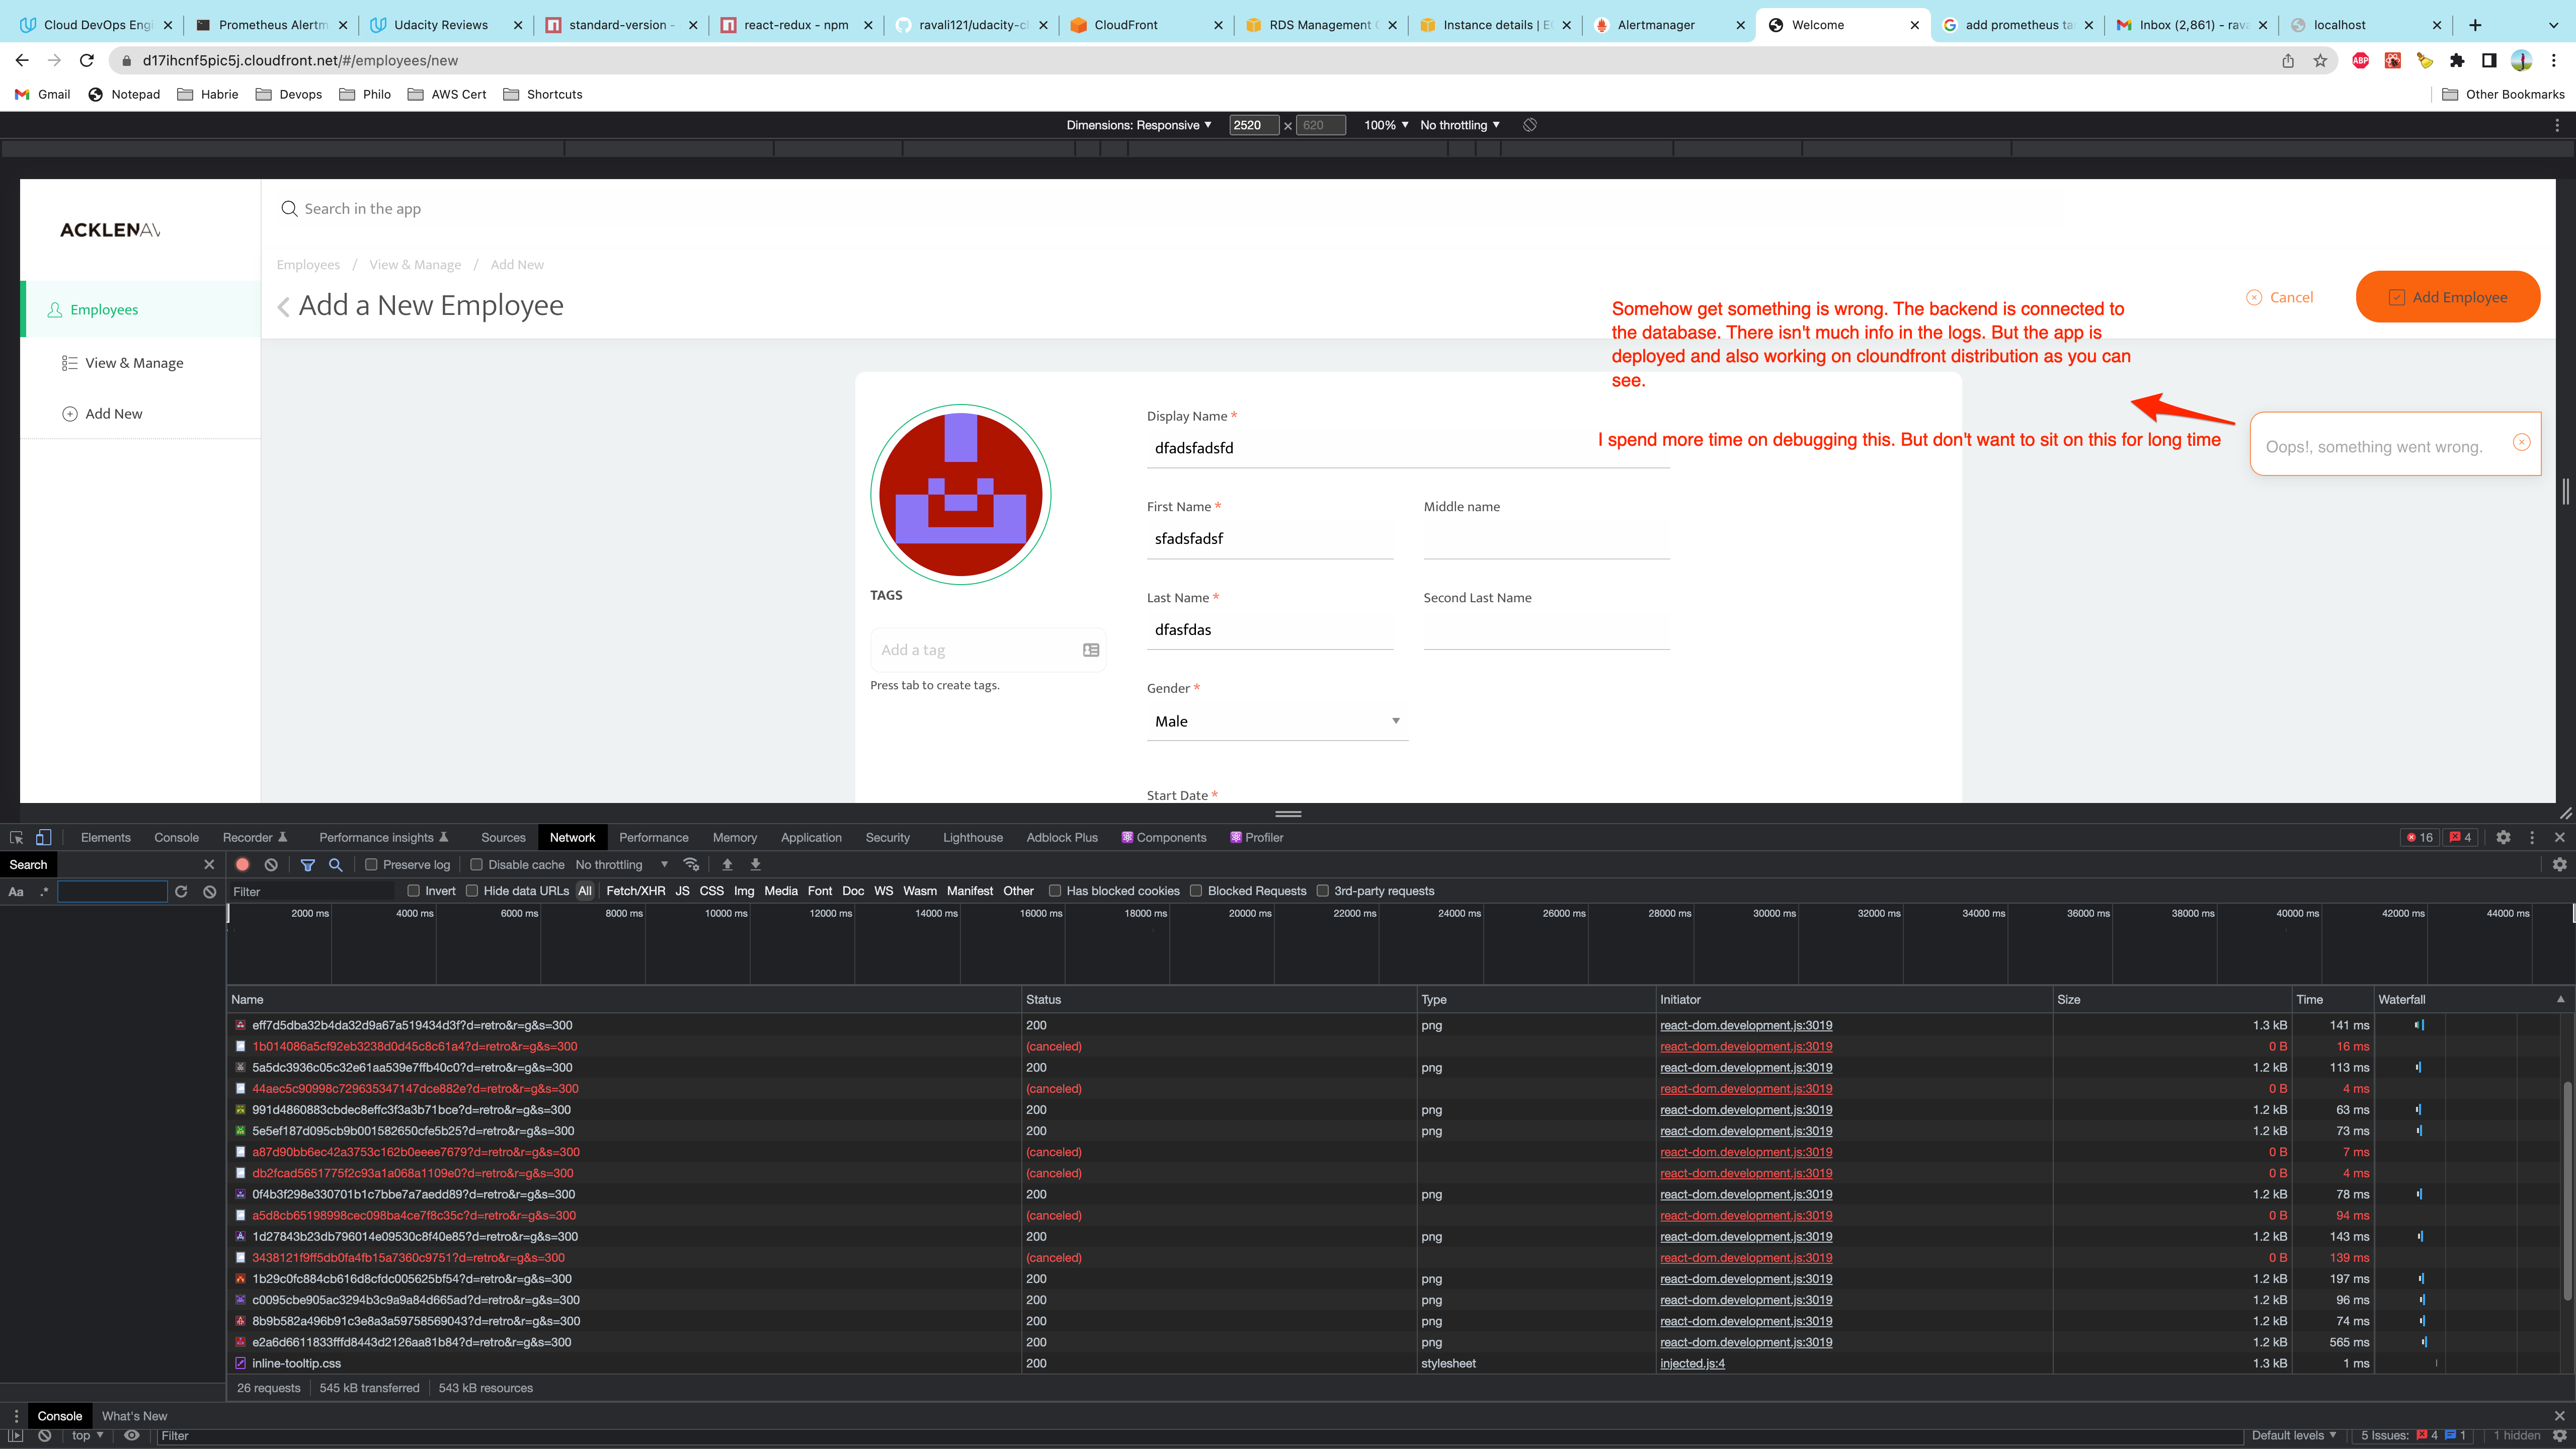 Cloud DevOps Engi
Prometheus Alertm
Udacity Reviews
standard-version -
react-redux - npm
ravali121/udacity-cl
CloudFront
RDS Management C
Instance details | E
Alertmanager
Welcome
add prometheus ta
Inbox (2,861) - rava
localhost
d17ihcnf5pic5j.cloudfront.net/#/employees/new
Gmail
Notepad
Habrie
Devops
Philo
AWS Cert
Shortcuts
Other Bookmarks
Dimensions: Responsive
2520 × 620
100%
No throttling
ACKLENAV
Search in the app
Employees / View & Manage / Add New
Add a New Employee
Cancel
Add Employee
Employees
View & Manage
Add New
Somehow get something is wrong. The backend is connected to
the database. There isn't much info in the logs. But the app is
deployed and also working on cloundfront distribution as you can
see.
I spend more time on debugging this. But don't want to sit on this for long time
Oops!, something went wrong.
TAGS
Add a tag
Press tab to create tags.
Display Name *
dfadsfadsfd
First Name *
Middle name
sfadsfadsf
Last Name *
Second Last Name
dfasfdas
Gender *
Male
Start Date *
Elements
Console
Recorder
Performance insights
Sources
Network
Performance
Memory
Application
Security
Lighthouse
Adblock Plus
Components
Profiler
16
4
Search
Preserve log
Disable cache
No throttling
Aa
.*
Filter
Invert
Hide data URLs
All
Fetch/XHR JS CSS Img Media Font Doc WS Wasm Manifest Other
Has blocked cookies
Blocked Requests
3rd-party requests
2000 ms 4000 ms 6000 ms 8000 ms 10000 ms 12000 ms 14000 ms 16000 ms 18000 ms 20000 ms 22000 ms 24000 ms 26000 ms 28000 ms 30000 ms 32000 ms 34000 ms 36000 ms 38000 ms 40000 ms 42000 ms 44000 ms
Name Status Type Initiator Size Time Waterfall
eff7d5dba32b4da32d9a67a519434d3f?d=retro&r=g&s=300 200 png react-dom.development.js:3019 1.3 kB 141 ms
1b014086a5cf92eb3238d0d45c8c61a4?d=retro&r=g&s=300 (canceled) react-dom.development.js:3019 0 B 16 ms
5a5dc3936c05c32e61aa539e7ffb40c0?d=retro&r=g&s=300 200 png react-dom.development.js:3019 1.2 kB 113 ms
44aec5c90998c729635347147dce882e?d=retro&r=g&s=300 (canceled) react-dom.development.js:3019 0 B 4 ms
991d4860883cbdec8effc3f3a3b71bce?d=retro&r=g&s=300 200 png react-dom.development.js:3019 1.2 kB 63 ms
5e5ef187d095cb9b001582650cfe5b25?d=retro&r=g&s=300 200 png react-dom.development.js:3019 1.2 kB 73 ms
a87d90bb6ec42a3753c162b0eeee7679?d=retro&r=g&s=300 (canceled) react-dom.development.js:3019 0 B 7 ms
db2fcad5651775f2c93a1a068a1109e0?d=retro&r=g&s=300 (canceled) react-dom.development.js:3019 0 B 4 ms
0f4b3f298e330701b1c7bbe7a7aedd89?d=retro&r=g&s=300 200 png react-dom.development.js:3019 1.2 kB 78 ms
a5d8cb65198998cec098ba4ce7f8c35c?d=retro&r=g&s=300 (canceled) react-dom.development.js:3019 0 B 94 ms
1d27843b23db796014e09530c8f40e85?d=retro&r=g&s=300 200 png react-dom.development.js:3019 1.2 kB 143 ms
3438121f9ff5db0fa4fb15a7360c9751?d=retro&r=g&s=300 (canceled) react-dom.development.js:3019 0 B 139 ms
1b29c0fc884cb616d8cfdc005625bf54?d=retro&r=g&s=300 200 png react-dom.development.js:3019 1.2 kB 197 ms
c0095cbe905ac3294b3c9a9a84d665ad?d=retro&r=g&s=300 200 png react-dom.development.js:3019 1.2 kB 96 ms
8b9b582a496b91c3e8a3a59758569043?d=retro&r=g&s=300 200 png react-dom.development.js:3019 1.2 kB 74 ms
e2a6d6611833fffd8443d2126aa81b84?d=retro&r=g&s=300 200 png react-dom.development.js:3019 1.2 kB 565 ms
inline-tooltip.css 200 stylesheet injected.js:4 1.3 kB 1 ms
26 requests
545 kB transferred
543 kB resources
Console
What's New
top
Filter
Default levels
5 Issues: 4 1
1 hidden